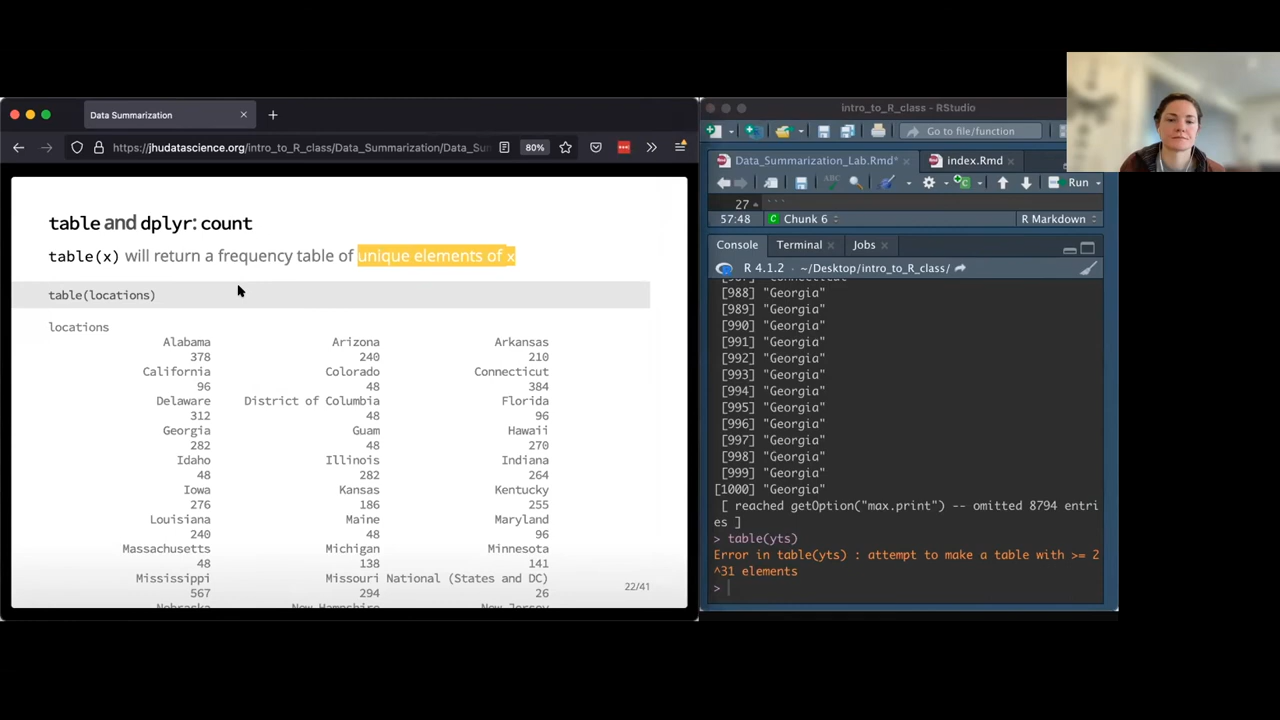 Data Summarization
https://jhudatascience.org/intro_to_R_class/Data_Summarization/Data_Su
80%
table and dplyr: count
table(x) will return a frequency table of unique elements of x
table(locations)
locations
Alabama Arizona Arkansas
378 240 210
California Colorado Connecticut
96 48 384
Delaware District of Columbia Florida
312 48 96
Georgia Guam Hawaii
282 48 270
Idaho Illinois Indiana
48 282 264
Iowa Kansas Kentucky
276 186 255
Louisiana Maine Maryland
240 48 96
Massachusetts Michigan Minnesota
48 138 141
Mississippi Missouri National (States and DC)
567 294 26
Nebraska New Hampshire New Jersey
22/41
intro_to_R_class - RStudio
Go to file/function
Data_Summarization_Lab.Rmd* index.Rmd
ABC Run
27 ```
57:48 Chunk 6 R Markdown
Console Terminal Jobs
R 4.1.2 · ~/Desktop/intro_to_R_class/
[988] "Georgia"
[989] "Georgia"
[990] "Georgia"
[991] "Georgia"
[992] "Georgia"
[993] "Georgia"
[994] "Georgia"
[995] "Georgia"
[996] "Georgia"
[997] "Georgia"
[998] "Georgia"
[999] "Georgia"
[1000] "Georgia"
[ reached getOption("max.print") -- omitted 8794 entri
es ]
> table(yts)
Error in table(yts) : attempt to make a table with >= 2
^31 elements
>